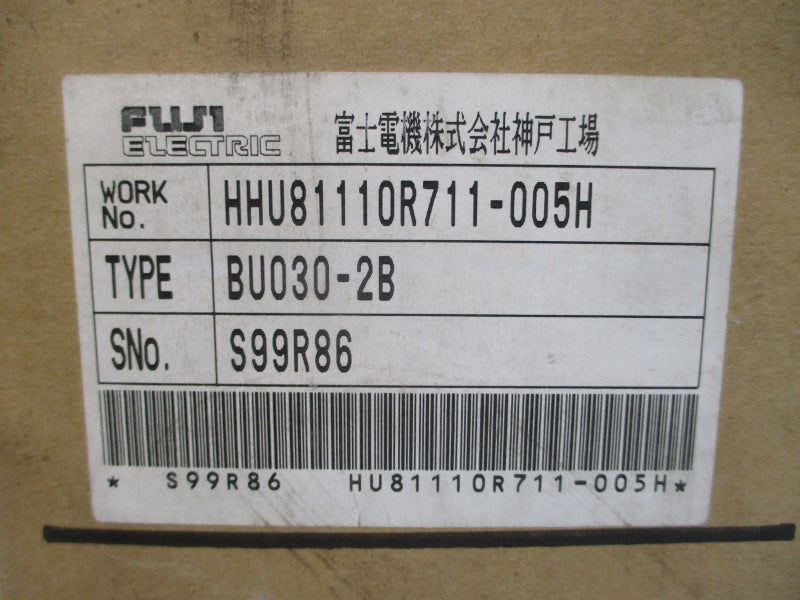 FUJI ELECTRIC 富士電機株式会社神戸工場
WORK No. HHU81110R711-005H
TYPE BU030-2B
SNo. S99R86
* S99R86 HU81110R711-005H*